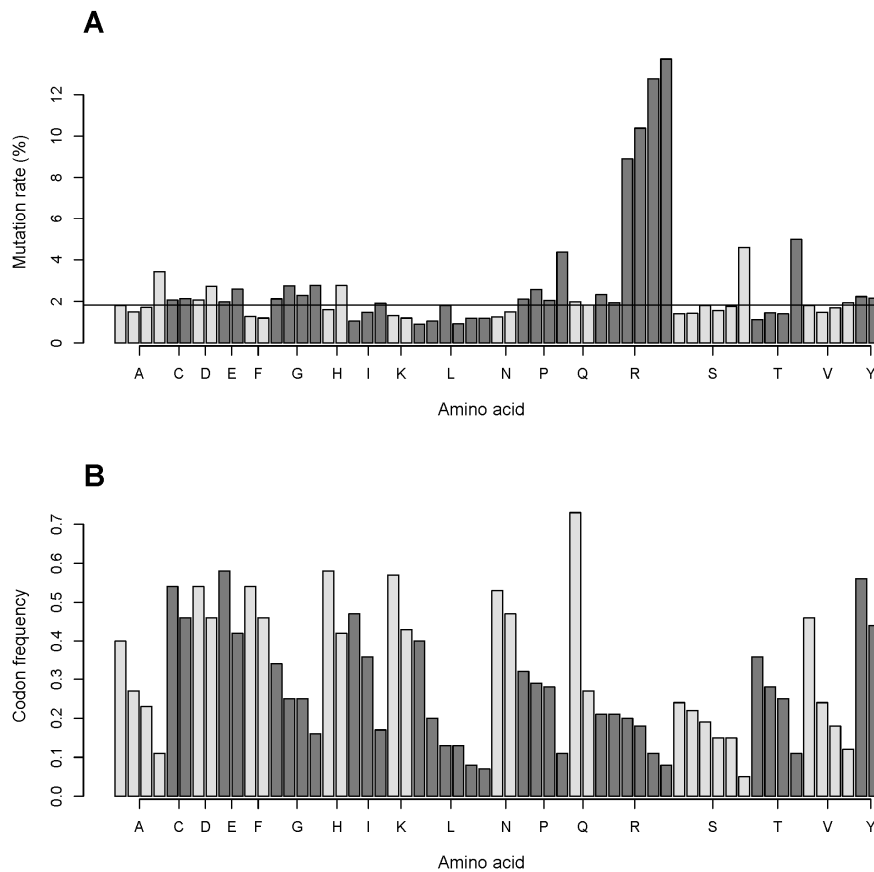 A
Mutation rate (%)
12
10
8
6
4
2
0
A C D E F G H I K L N P Q R S T V Y
Amino acid
B
Codon frequency
0.7
0.6
0.5
0.4
0.3
0.2
0.1
0.0
A C D E F G H I K L N P Q R S T V Y
Amino acid